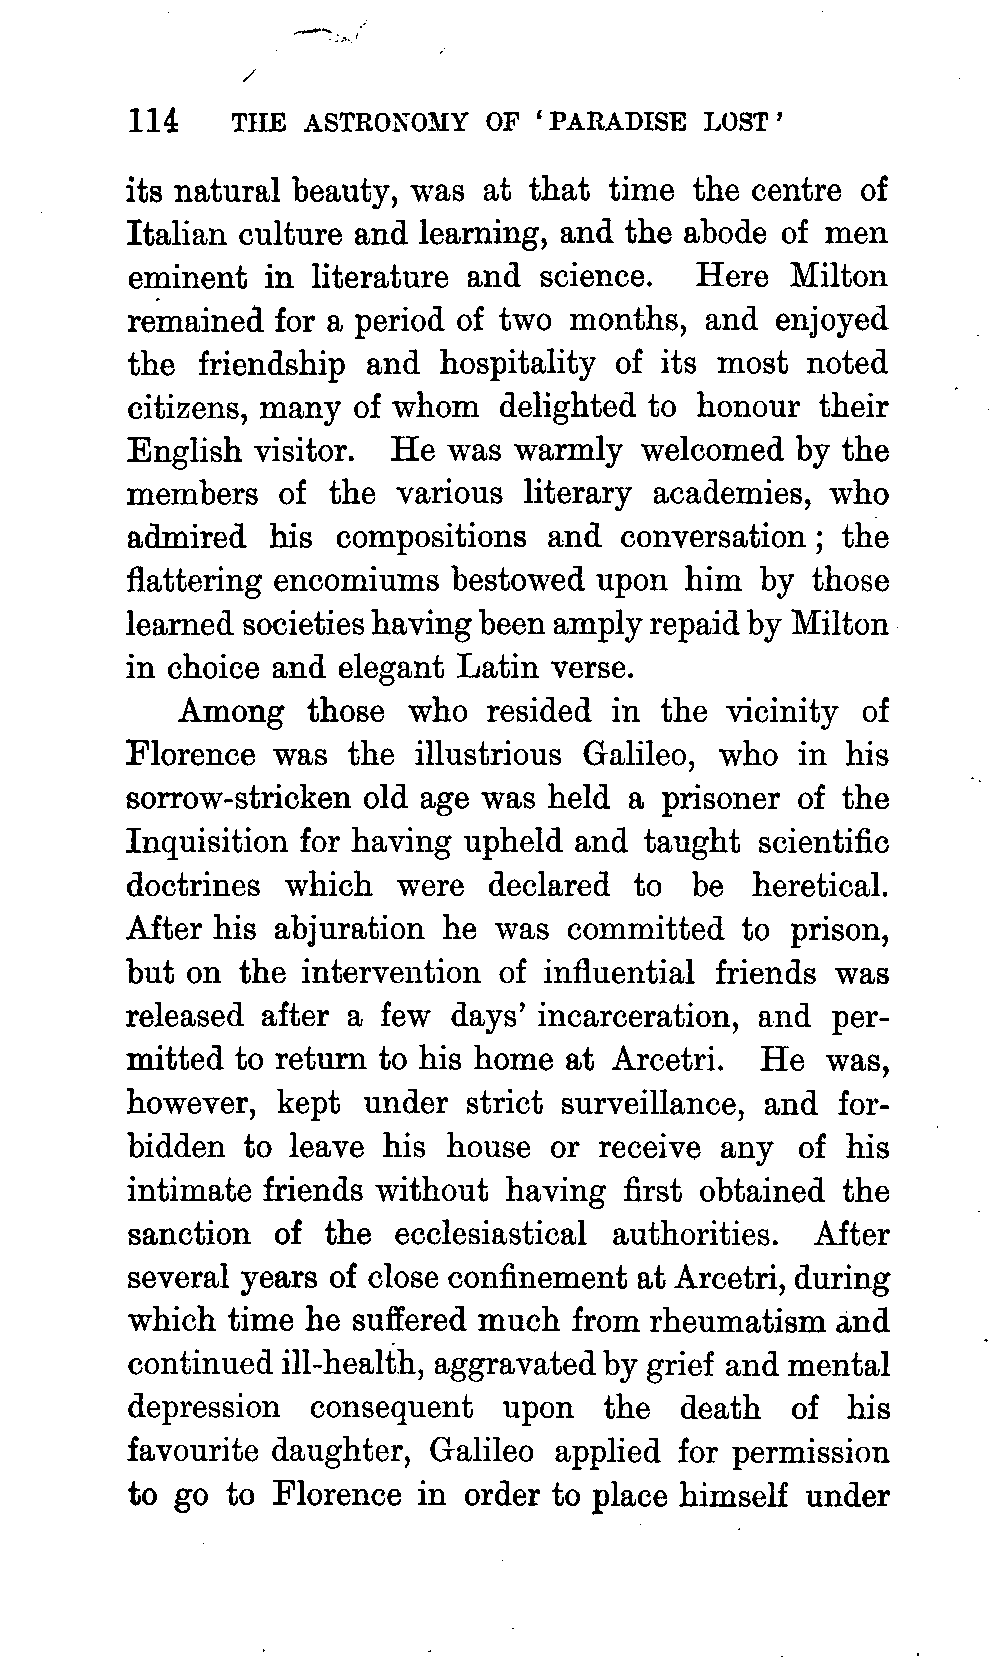 114 THE ASTRONOMY OF ‘PARADISE LOST’
its natural beauty, was at that time the centre of
Italian culture and learning, and the abode of men
eminent in literature and science. Here Milton
remained for a period of two months, and enjoyed
the friendship and hospitality of its most noted
citizens, many of whom delighted to honour their
English visitor. He was warmly welcomed by the
members of the various literary academies, who
admired his compositions and conversation; the
flattering encomiums bestowed upon him by those
learned societies having been amply repaid by Milton
in choice and elegant Latin verse.
Among those who resided in the vicinity of
Florence was the illustrious Galileo, who in his
sorrow-stricken old age was held a prisoner of the
Inquisition for having upheld and taught scientific
doctrines which were declared to be heretical.
After his abjuration he was committed to prison,
but on the intervention of influential friends was
released after a few days’ incarceration, and per-
mitted to return to his home at Arcetri. He was,
however, kept under strict surveillance, and for-
bidden to leave his house or receive any of his
intimate friends without having first obtained the
sanction of the ecclesiastical authorities. After
several years of close confinement at Arcetri, during
which time he suffered much from rheumatism and
continued ill-health, aggravated by grief and mental
depression consequent upon the death of his
favourite daughter, Galileo applied for permission
to go to Florence in order to place himself under